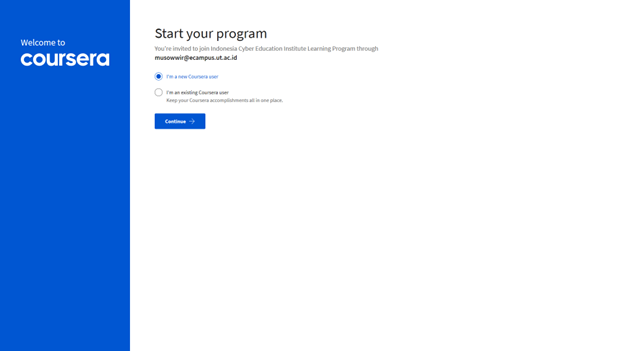 Welcome to
coursera
Start your program
You're invited to join Indonesia Cyber Education Institute Learning Program through
musowwir@ecampus.ut.ac.id
I'm a new Coursera user
I'm an existing Coursera user
Keep your Coursera accomplishments all in one place.
Continue